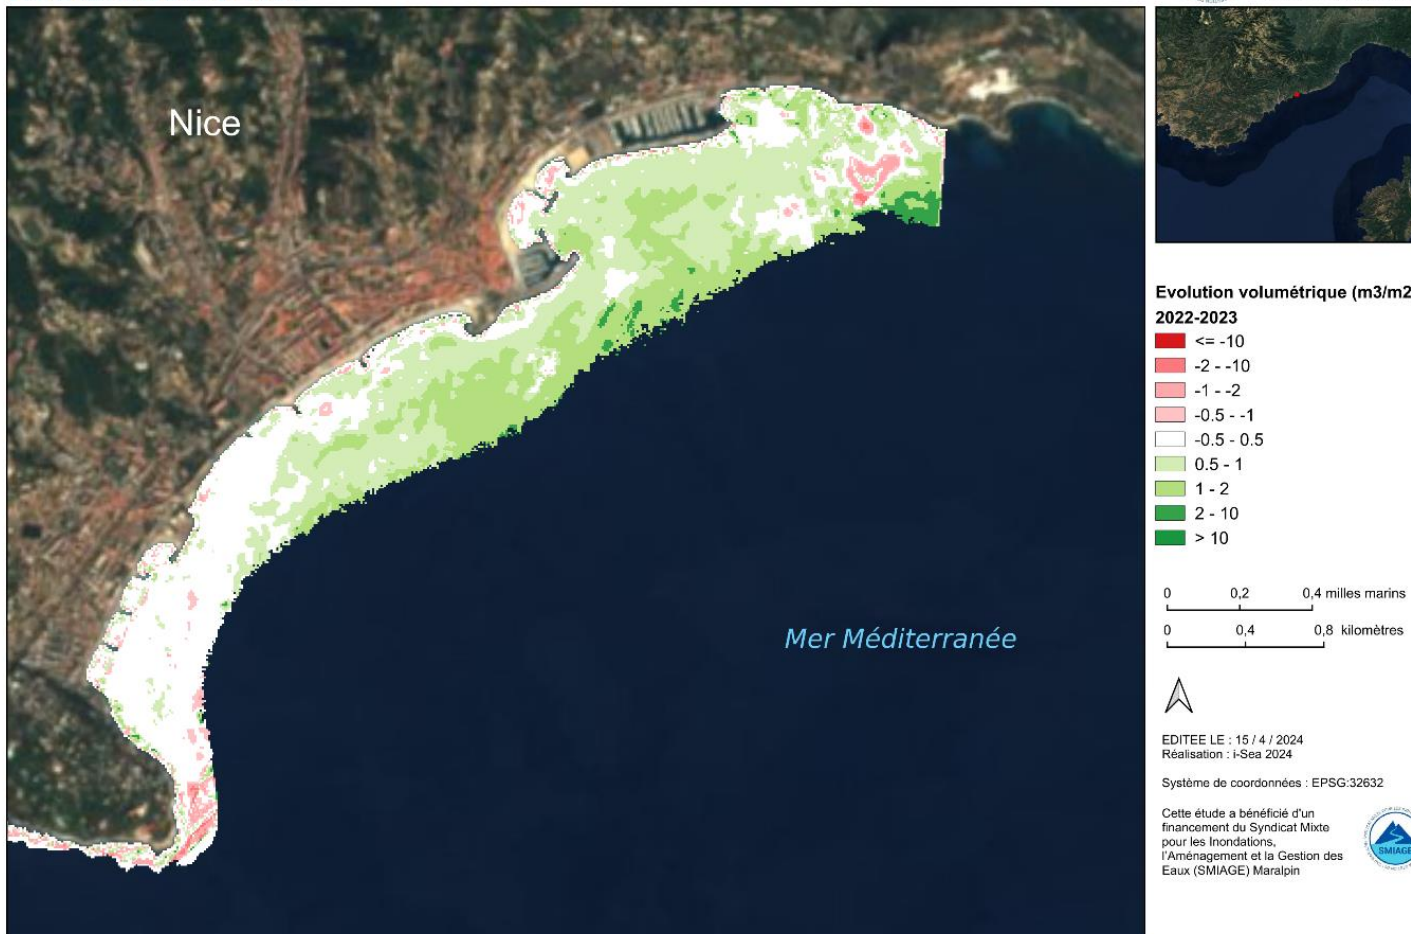 Nice
Mer Méditerranée
Evolution volumétrique (m3/m2
2022-2023
<= -10
-2 - -10
-1 - -2
-0.5 - -1
-0.5 - 0.5
0.5 - 1
1 - 2
2 - 10
> 10
0 0,2 0,4 milles marins
0 0,4 0,8 kilomètres
EDITEE LE : 15 / 4 / 2024
Réalisation : i-Sea 2024
Système de coordonnées : EPSG:32632
Cette étude a bénéficié d'un
financement du Syndicat Mixte
pour les Inondations,
l'Aménagement et la Gestion des
Eaux (SMIAGE) Maralpin
SMIAGE